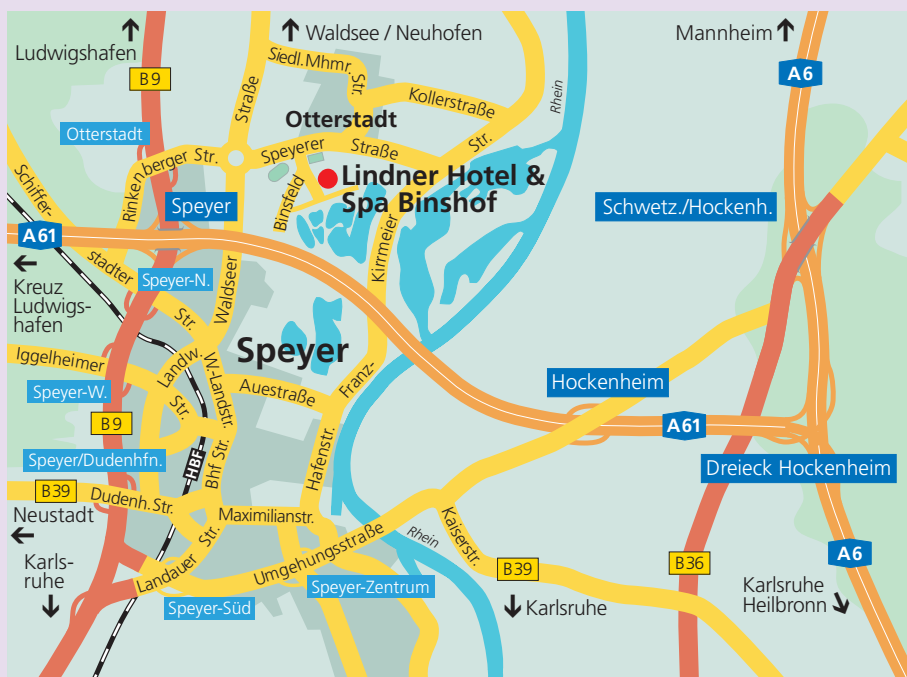 Ludwigshafen
Waldsee / Neuhofen
Mannheim
B9
A6
Siedl.Mhmr.
Str.
Kollerstraße
Rhein
Straße
Otterstadt
Otterstadt
Speyerer Straße
Str.
Rinkenberger Str.
Lindner Hotel &
Spa Binshof
Binsfeld
Schiffer-
stadter
Str.
Speyer
Schwetz./Hockenh.
A61
Kirrmeier
Kreuz
Ludwigs-
hafen
Speyer-N.
Waldseer
Speyer
Iggelheimer
Str.
Landw.
W.-Landstr.
Franz-
Auestraße
Speyer-W.
Hockenheim
B9
A61
Speyer/Dudenhfn.
HBF
Bhf Str.
Hafenstr.
Dreieck Hockenheim
B39
Dudenh.Str.
Neustadt
Maximilianstr.
Kaiserstr.
Rhein
Karls-
ruhe
Landauer Str.
Umgehungsstraße
B39
B36
A6
Speyer-Süd
Speyer-Zentrum
Karlsruhe
Karlsruhe
Heilbronn